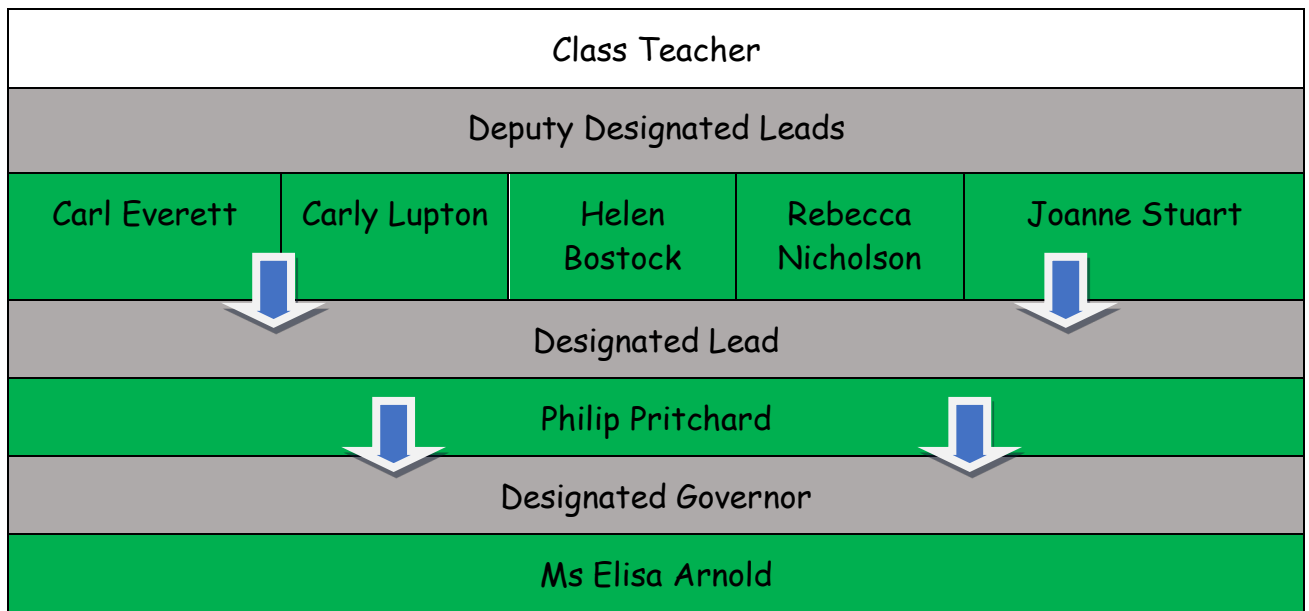 Class Teacher
Deputy Designated Leads
Carl Everett
Carly Lupton
Helen
Bostock
Rebecca
Nicholson
Joanne Stuart
Designated Lead
Philip Pritchard
Designated Governor
Ms Elisa Arnold